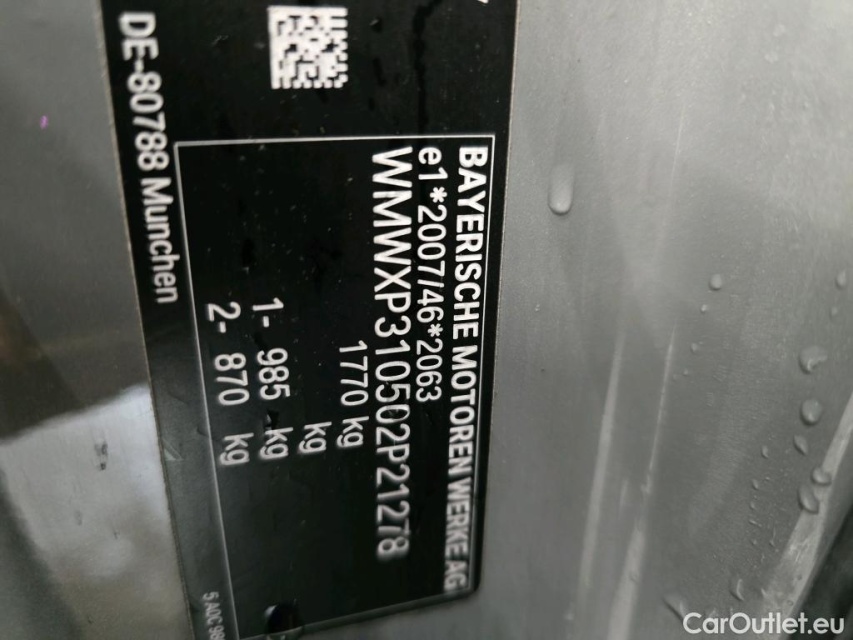 BAYERISCHE MOTOREN WERKE AG
e1*2007/46*2063
WMWXP310502P21278
1770 kg
kg
1- 985 kg
2- 870 kg
DE-80788 Munchen
CarOutlet.eu